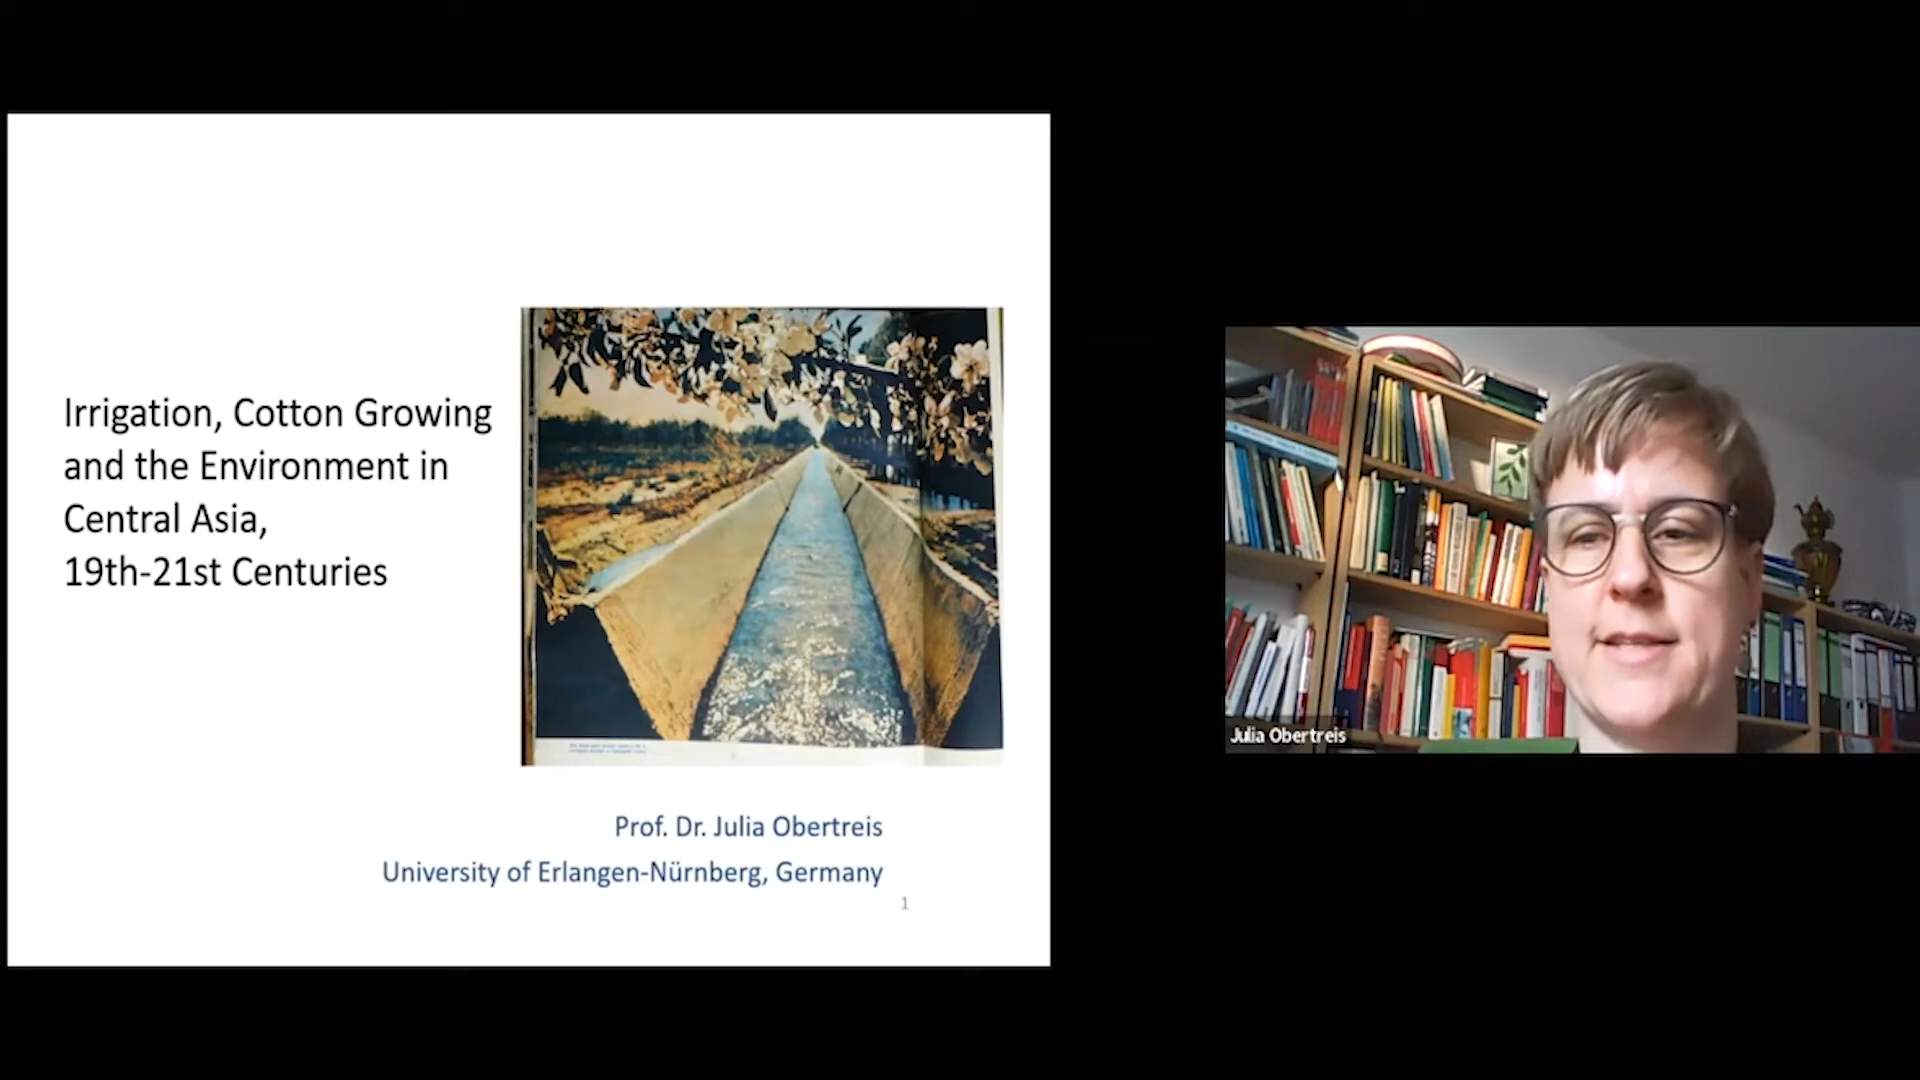 Irrigation, Cotton Growing
and the Environment in
Central Asia,
19th-21st Centuries
Prof. Dr. Julia Obertreis
University of Erlangen-Nürnberg, Germany
1
Julia Obertreis